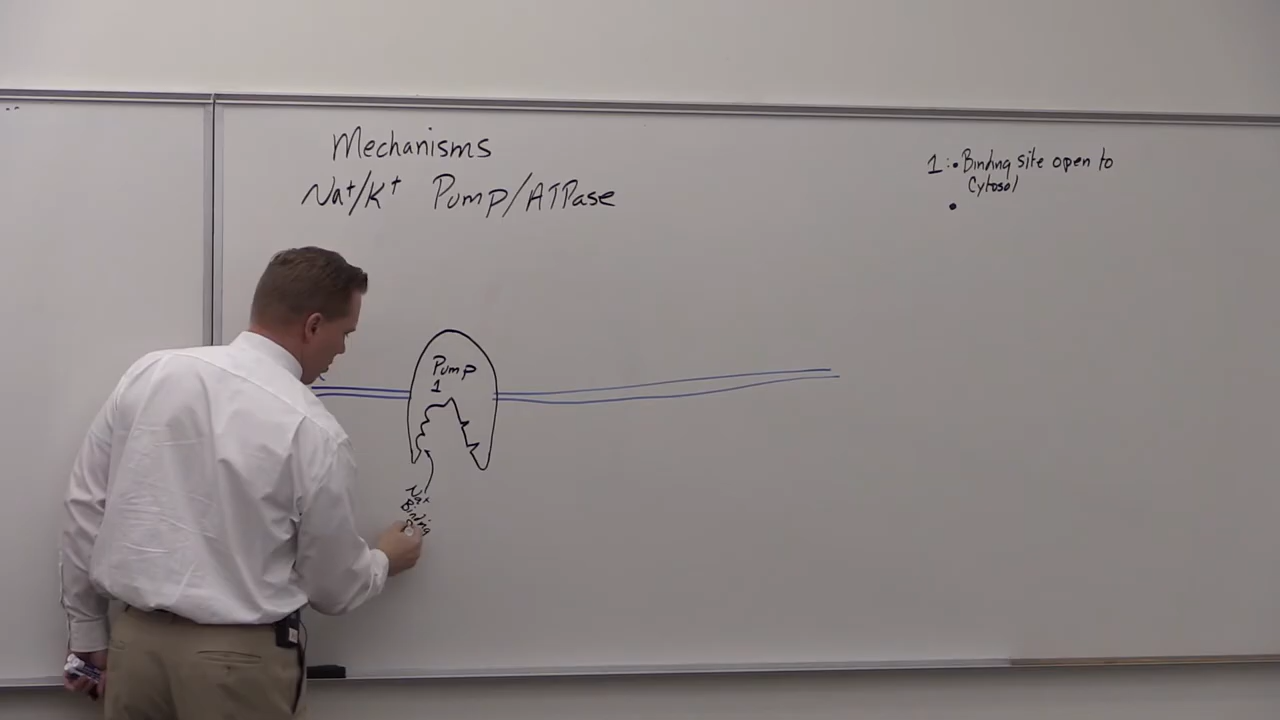 Mechanisms
Na⁺/K⁺ Pump/ATPase
1:• Binding site open to
Cytosol
•
Pump
1
Na⁺
Binding